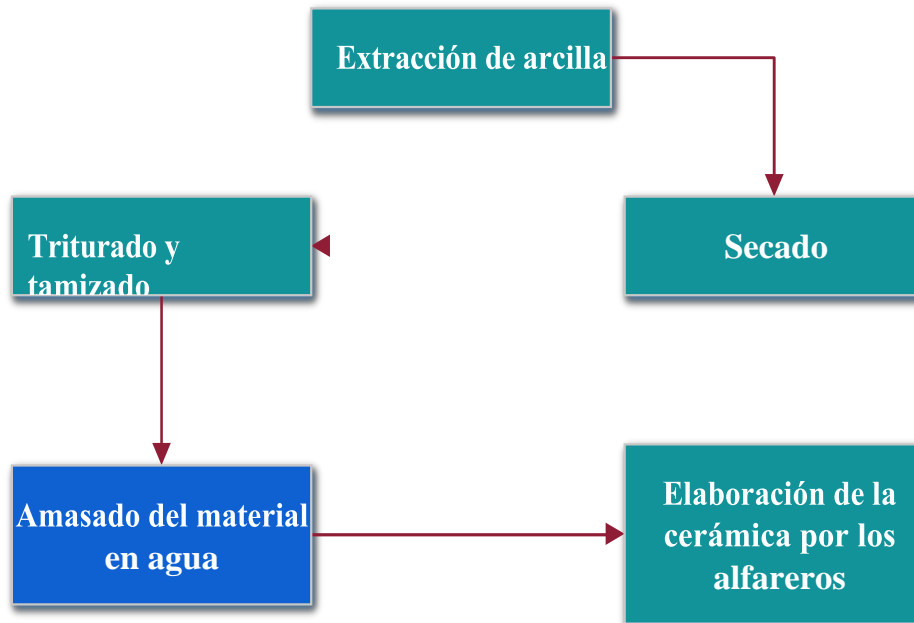 Extracción de arcilla
Secado
Triturado y
tamizado
Amasado del material
en agua
Elaboración de la
cerámica por los
alfareros